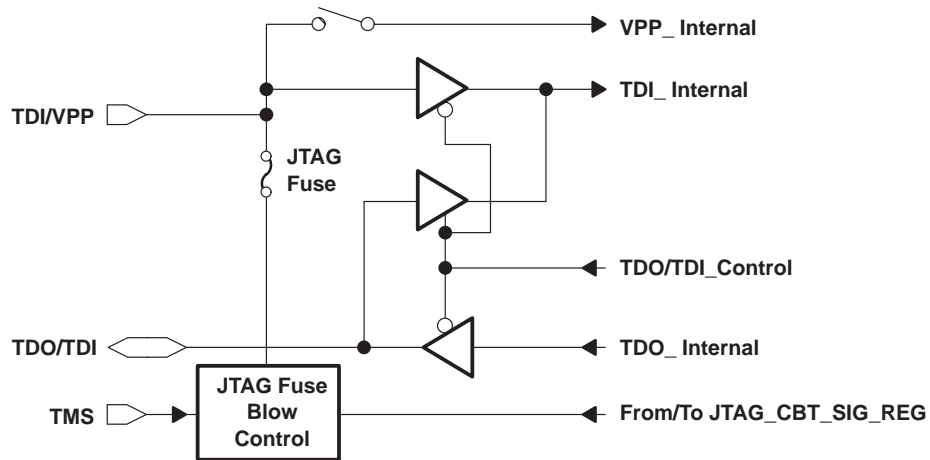 VPP_ Internal
TDI_ Internal
TDI/VPP
JTAG
Fuse
TDO/TDI_Control
TDO/TDI
TDO_ Internal
JTAG Fuse
Blow
Control
TMS
From/To JTAG_CBT_SIG_REG